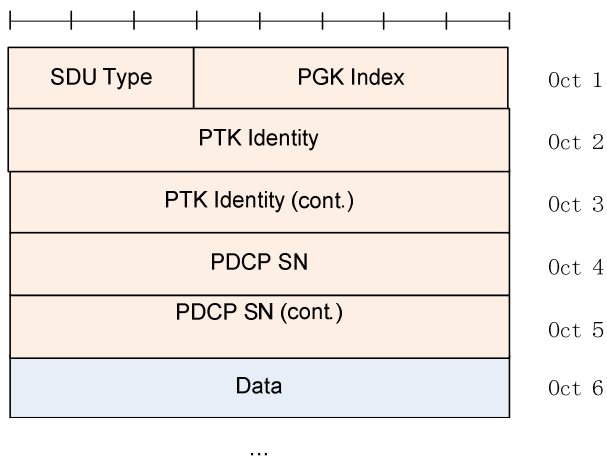 SDU Type PGK Index Oct 1
PTK Identity Oct 2
PTK Identity (cont.) Oct 3
PDCP SN Oct 4
PDCP SN (cont.) Oct 5
Data Oct 6
...